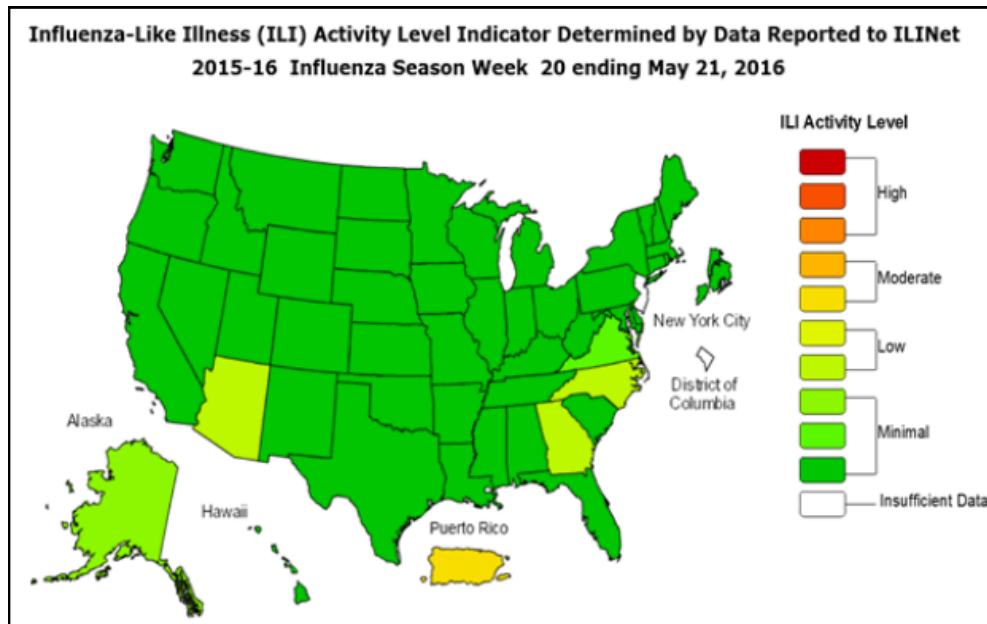 Influenza-Like Illness (ILI) Activity Level Indicator Determined by Data Reported to ILINet
2015-16 Influenza Season Week 20 ending May 21, 2016
ILI Activity Level
High
Moderate
Low
Minimal
Insufficient Data
New York City
District of
Columbia
Alaska
Hawaii
Puerto Rico